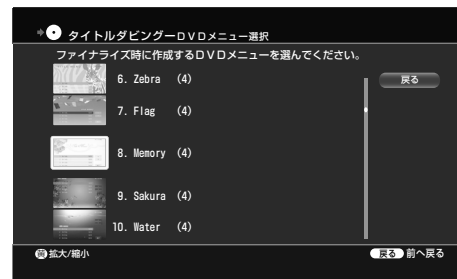 タイトルダビングーDVDメニュー選択
ファイナライズ時に作成するDVDメニューを選んでください。
6. Zebra (4)
戻る
7. Flag (4)
8. Memory (4)
9. Sakura (4)
10. Water (4)
拡大/縮小
戻る 前へ戻る